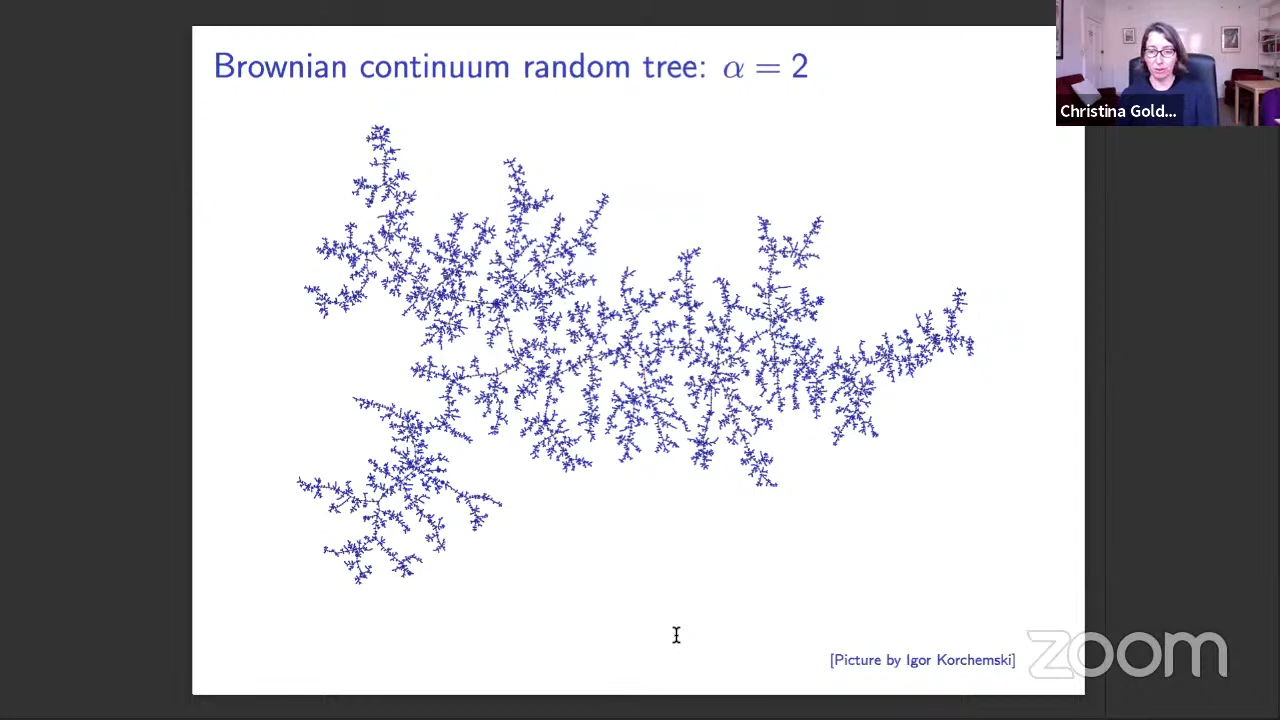 Brownian continuum random tree: α = 2
Christina Gold...
[Picture by Igor Korchemski]
zoom